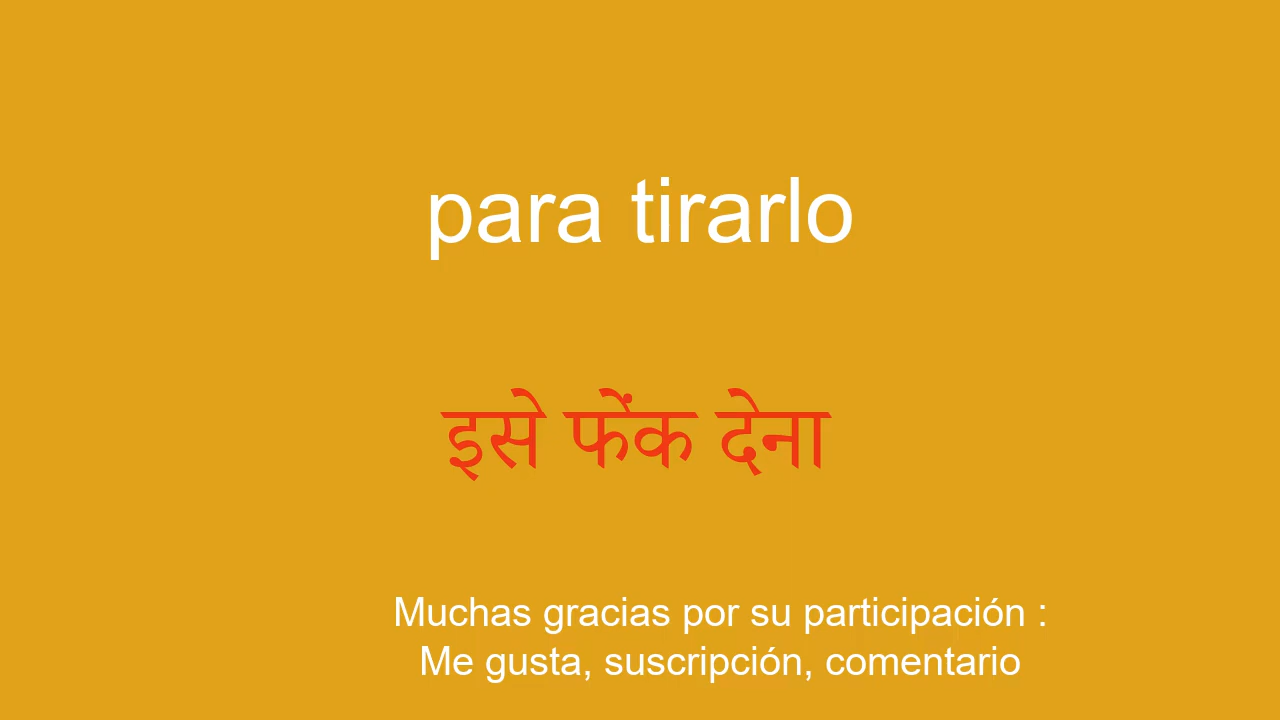 para tirarlo
इसे फेंक देना
Muchas gracias por su participación :
Me gusta, suscripción, comentario